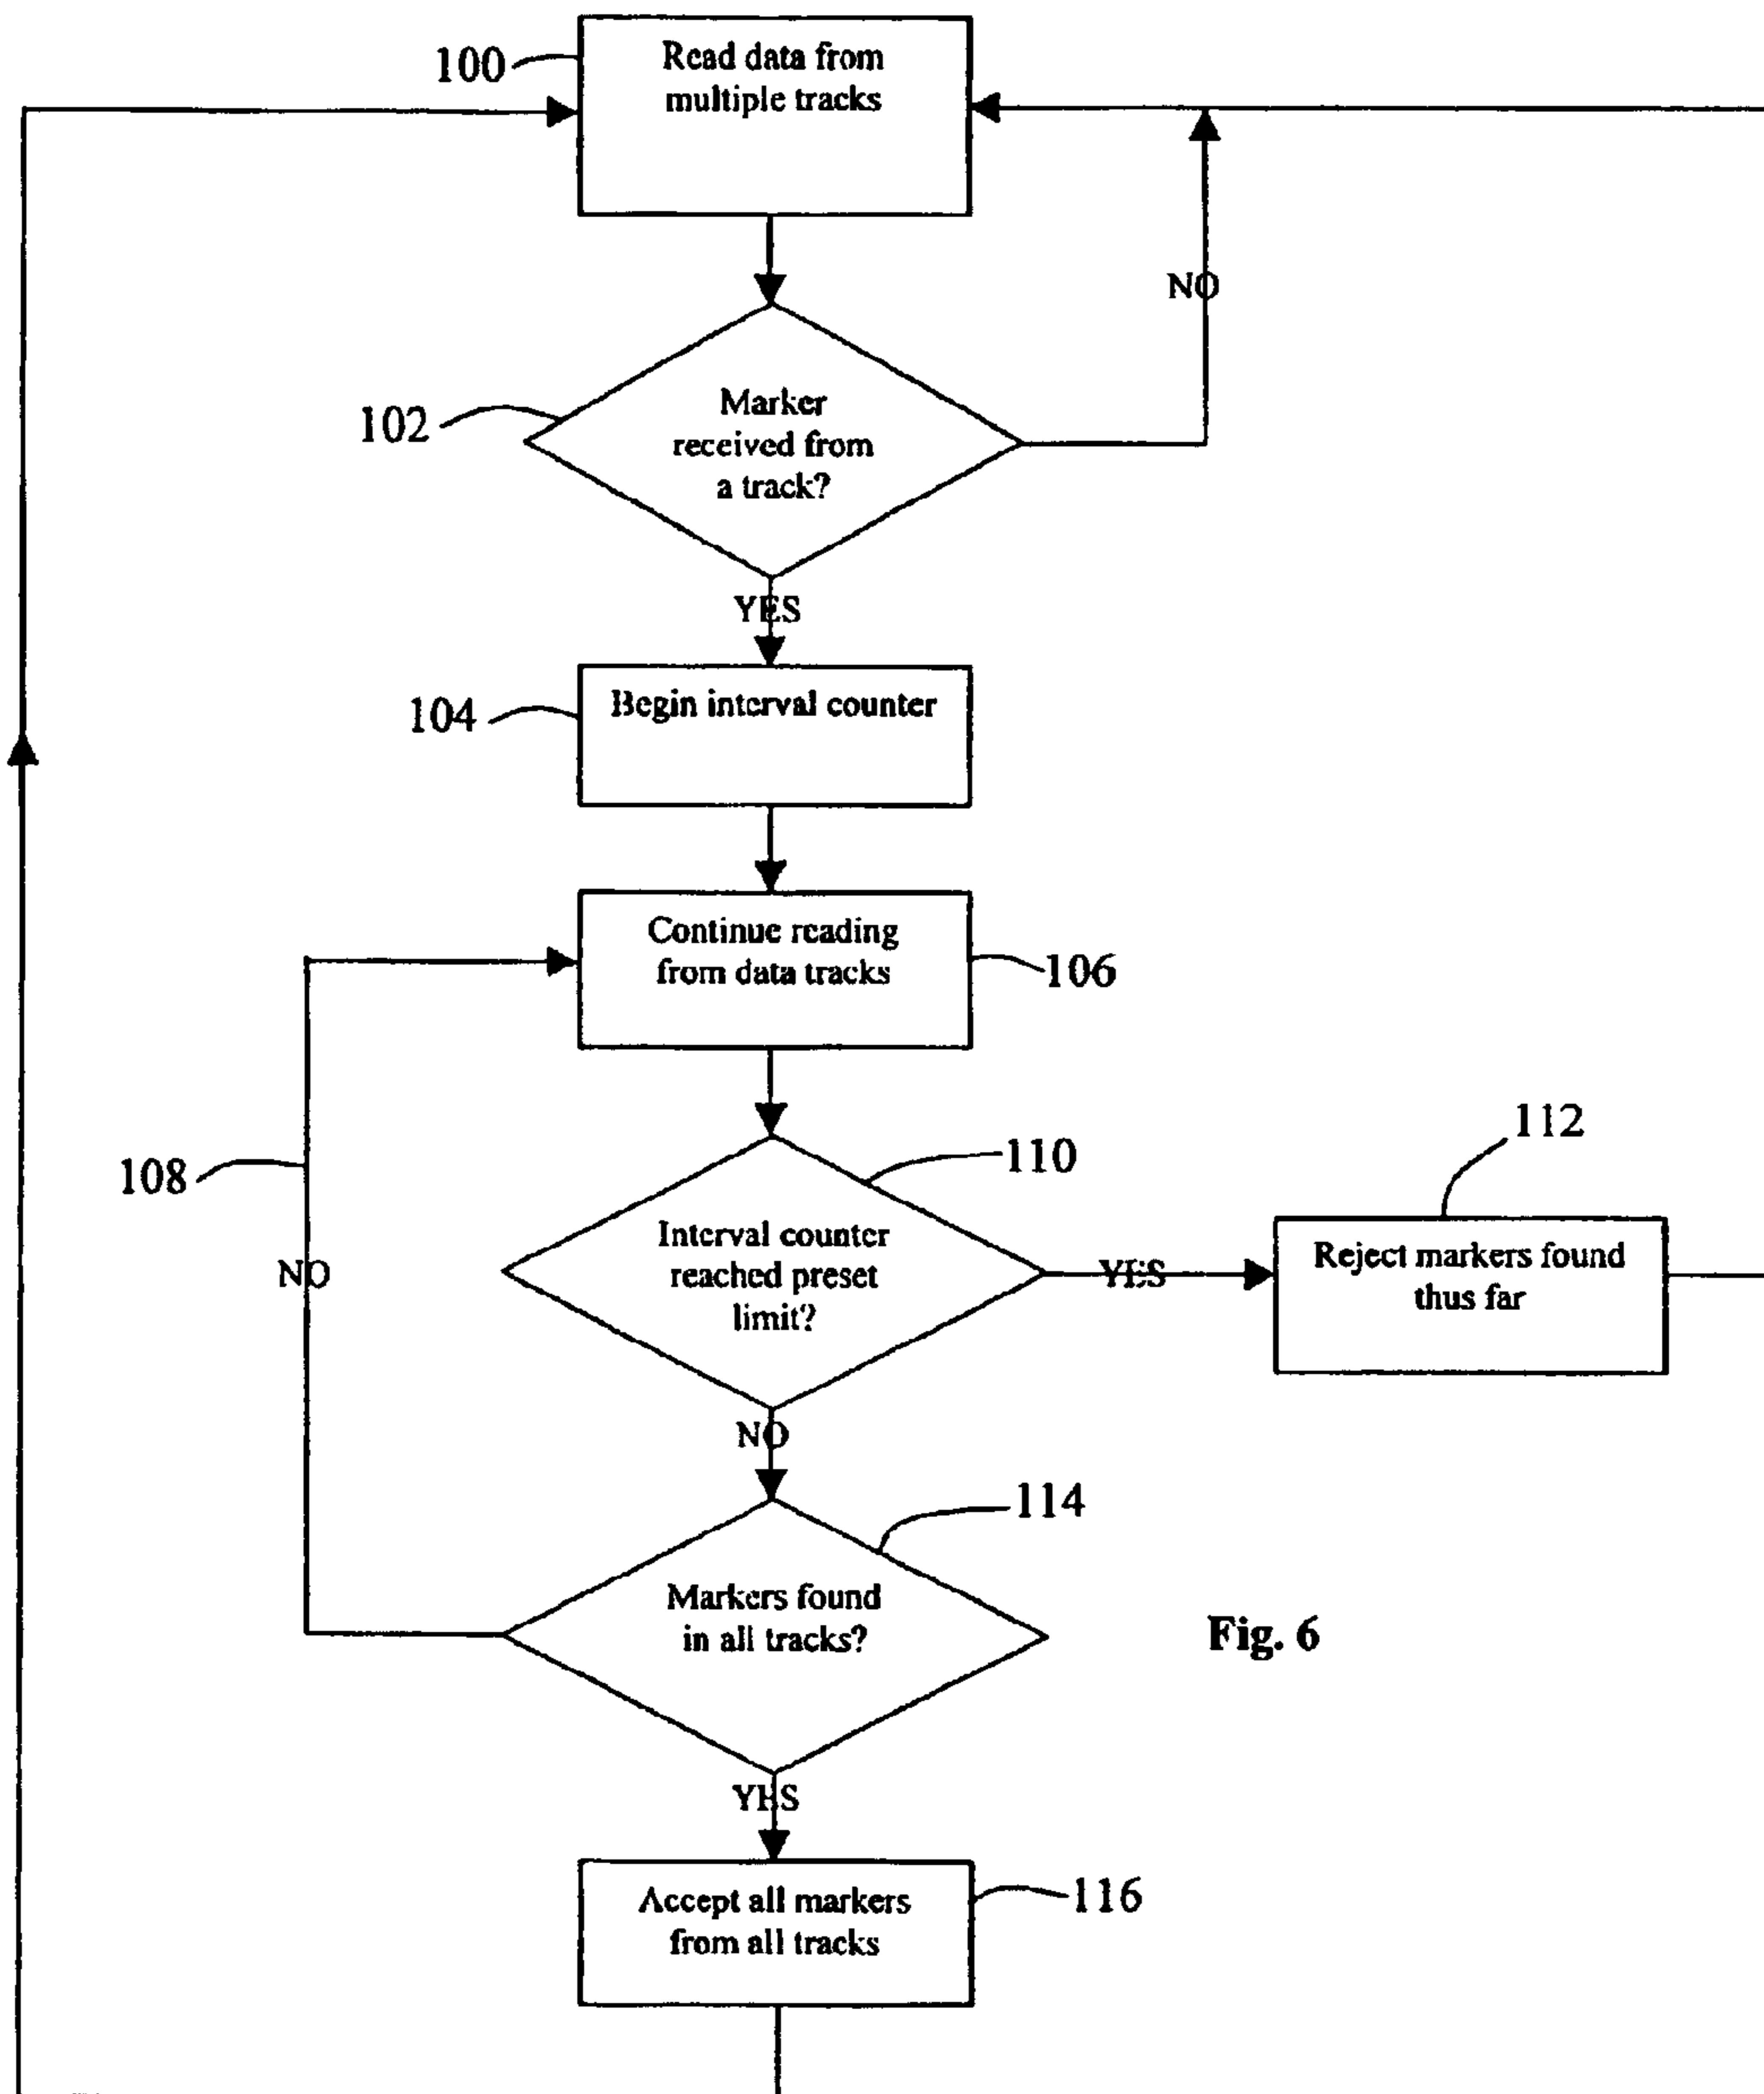 100
Read data from
multiple tracks
NO
102
Marker
received from
a track?
YES
104
Begin interval counter
Continue reading
from data tracks
106
108
110
112
NO
Interval counter
reached preset
limit?
YES
Reject markers found
thus far
NO
114
Markers found
in all tracks?
Fig. 6
YES
Accept all markers
from all tracks
116